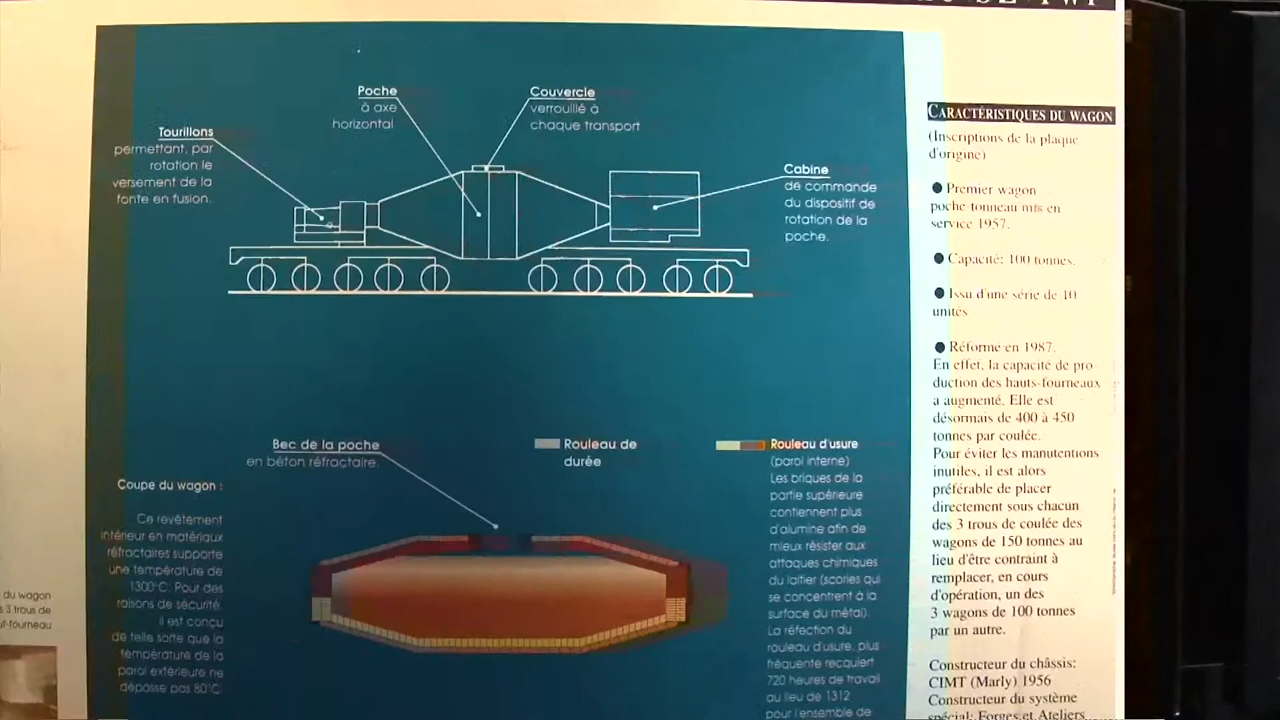 Poche
à axe
horizontal
Couvercle
verrouillé à
chaque transport
Tourillons
permettant, par
rotation le
versement de la
fonte en fusion.
Cabine
de commande
du dispositif de
rotation de la
poche.
Bec de la poche
en béton réfractaire.
Rouleau de
durée
Rouleau d'usure
(paroi interne)
Les briques de la
partie supérieure
contiennent plus
d'alumine afin de
mieux résister aux
attaques chimiques
du laitier (scories qui
se concentrent à la
surface du métal).
La réfection du
rouleau d'usure, plus
fréquente requiert
720 heures de travail
au lieu de 1312
pour l'ensemble de
Coupe du wagon :
Ce revêtement
intérieur en matériaux
réfractaires supporte
une température de
1300°C. Pour des
raisons de sécurité,
il est conçu
de telle sorte que la
température de la
paroi extérieure ne
dépasse pas 80°C.
du wagon
s 3 trous de
ut-fourneau
CARACTÉRISTIQUES DU WAGON
(Inscriptions de la plaque
d'origine)
● Premier wagon
poche tonneau mis en
service 1957.
● Capacité: 100 tonnes.
● Issu d'une série de 10
unités
● Réformé en 1987.
En effet, la capacité de pro-
duction des hauts-fourneaux
a augmenté. Elle est
désormais de 400 à 450
tonnes par coulée.
Pour éviter les manutentions
inutiles, il est alors
préférable de placer
directement sous chacun
des 3 trous de coulée des
wagons de 150 tonnes au
lieu d'être contraint à
remplacer, en cours
d'opération, un des
3 wagons de 100 tonnes
par un autre.
Constructeur du châssis:
CIMT (Marly) 1956
Constructeur du système
spécial: Forges et Ateliers